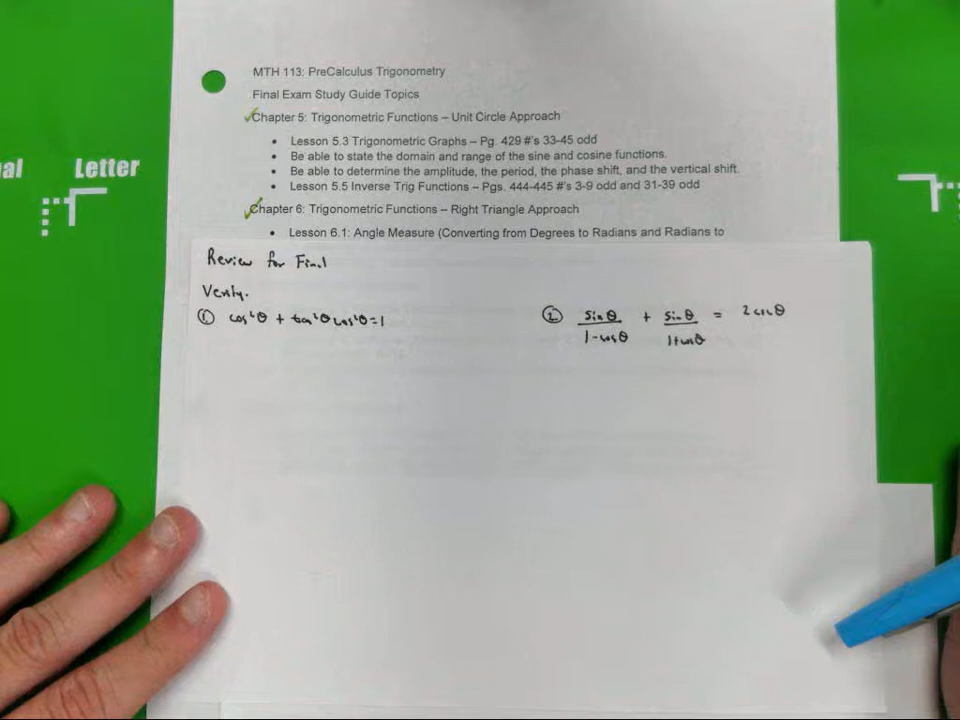 MTH 113: PreCalculus Trigonometry
Final Exam Study Guide Topics
✓Chapter 5: Trigonometric Functions – Unit Circle Approach
• Lesson 5.3 Trigonometric Graphs – Pg. 429 #'s 33-45 odd
• Be able to state the domain and range of the sine and cosine functions.
• Be able to determine the amplitude, the period, the phase shift, and the vertical shift.
• Lesson 5.5 Inverse Trig Functions – Pgs. 444-445 #'s 3-9 odd and 31-39 odd
✓Chapter 6: Trigonometric Functions – Right Triangle Approach
• Lesson 6.1: Angle Measure (Converting from Degrees to Radians and Radians to
al
Letter
Review for Final
Verify.
① cos²θ + tan²θ cos²θ = 1
② sinθ/(1-cosθ) + sinθ/(1+cosθ) = 2cscθ